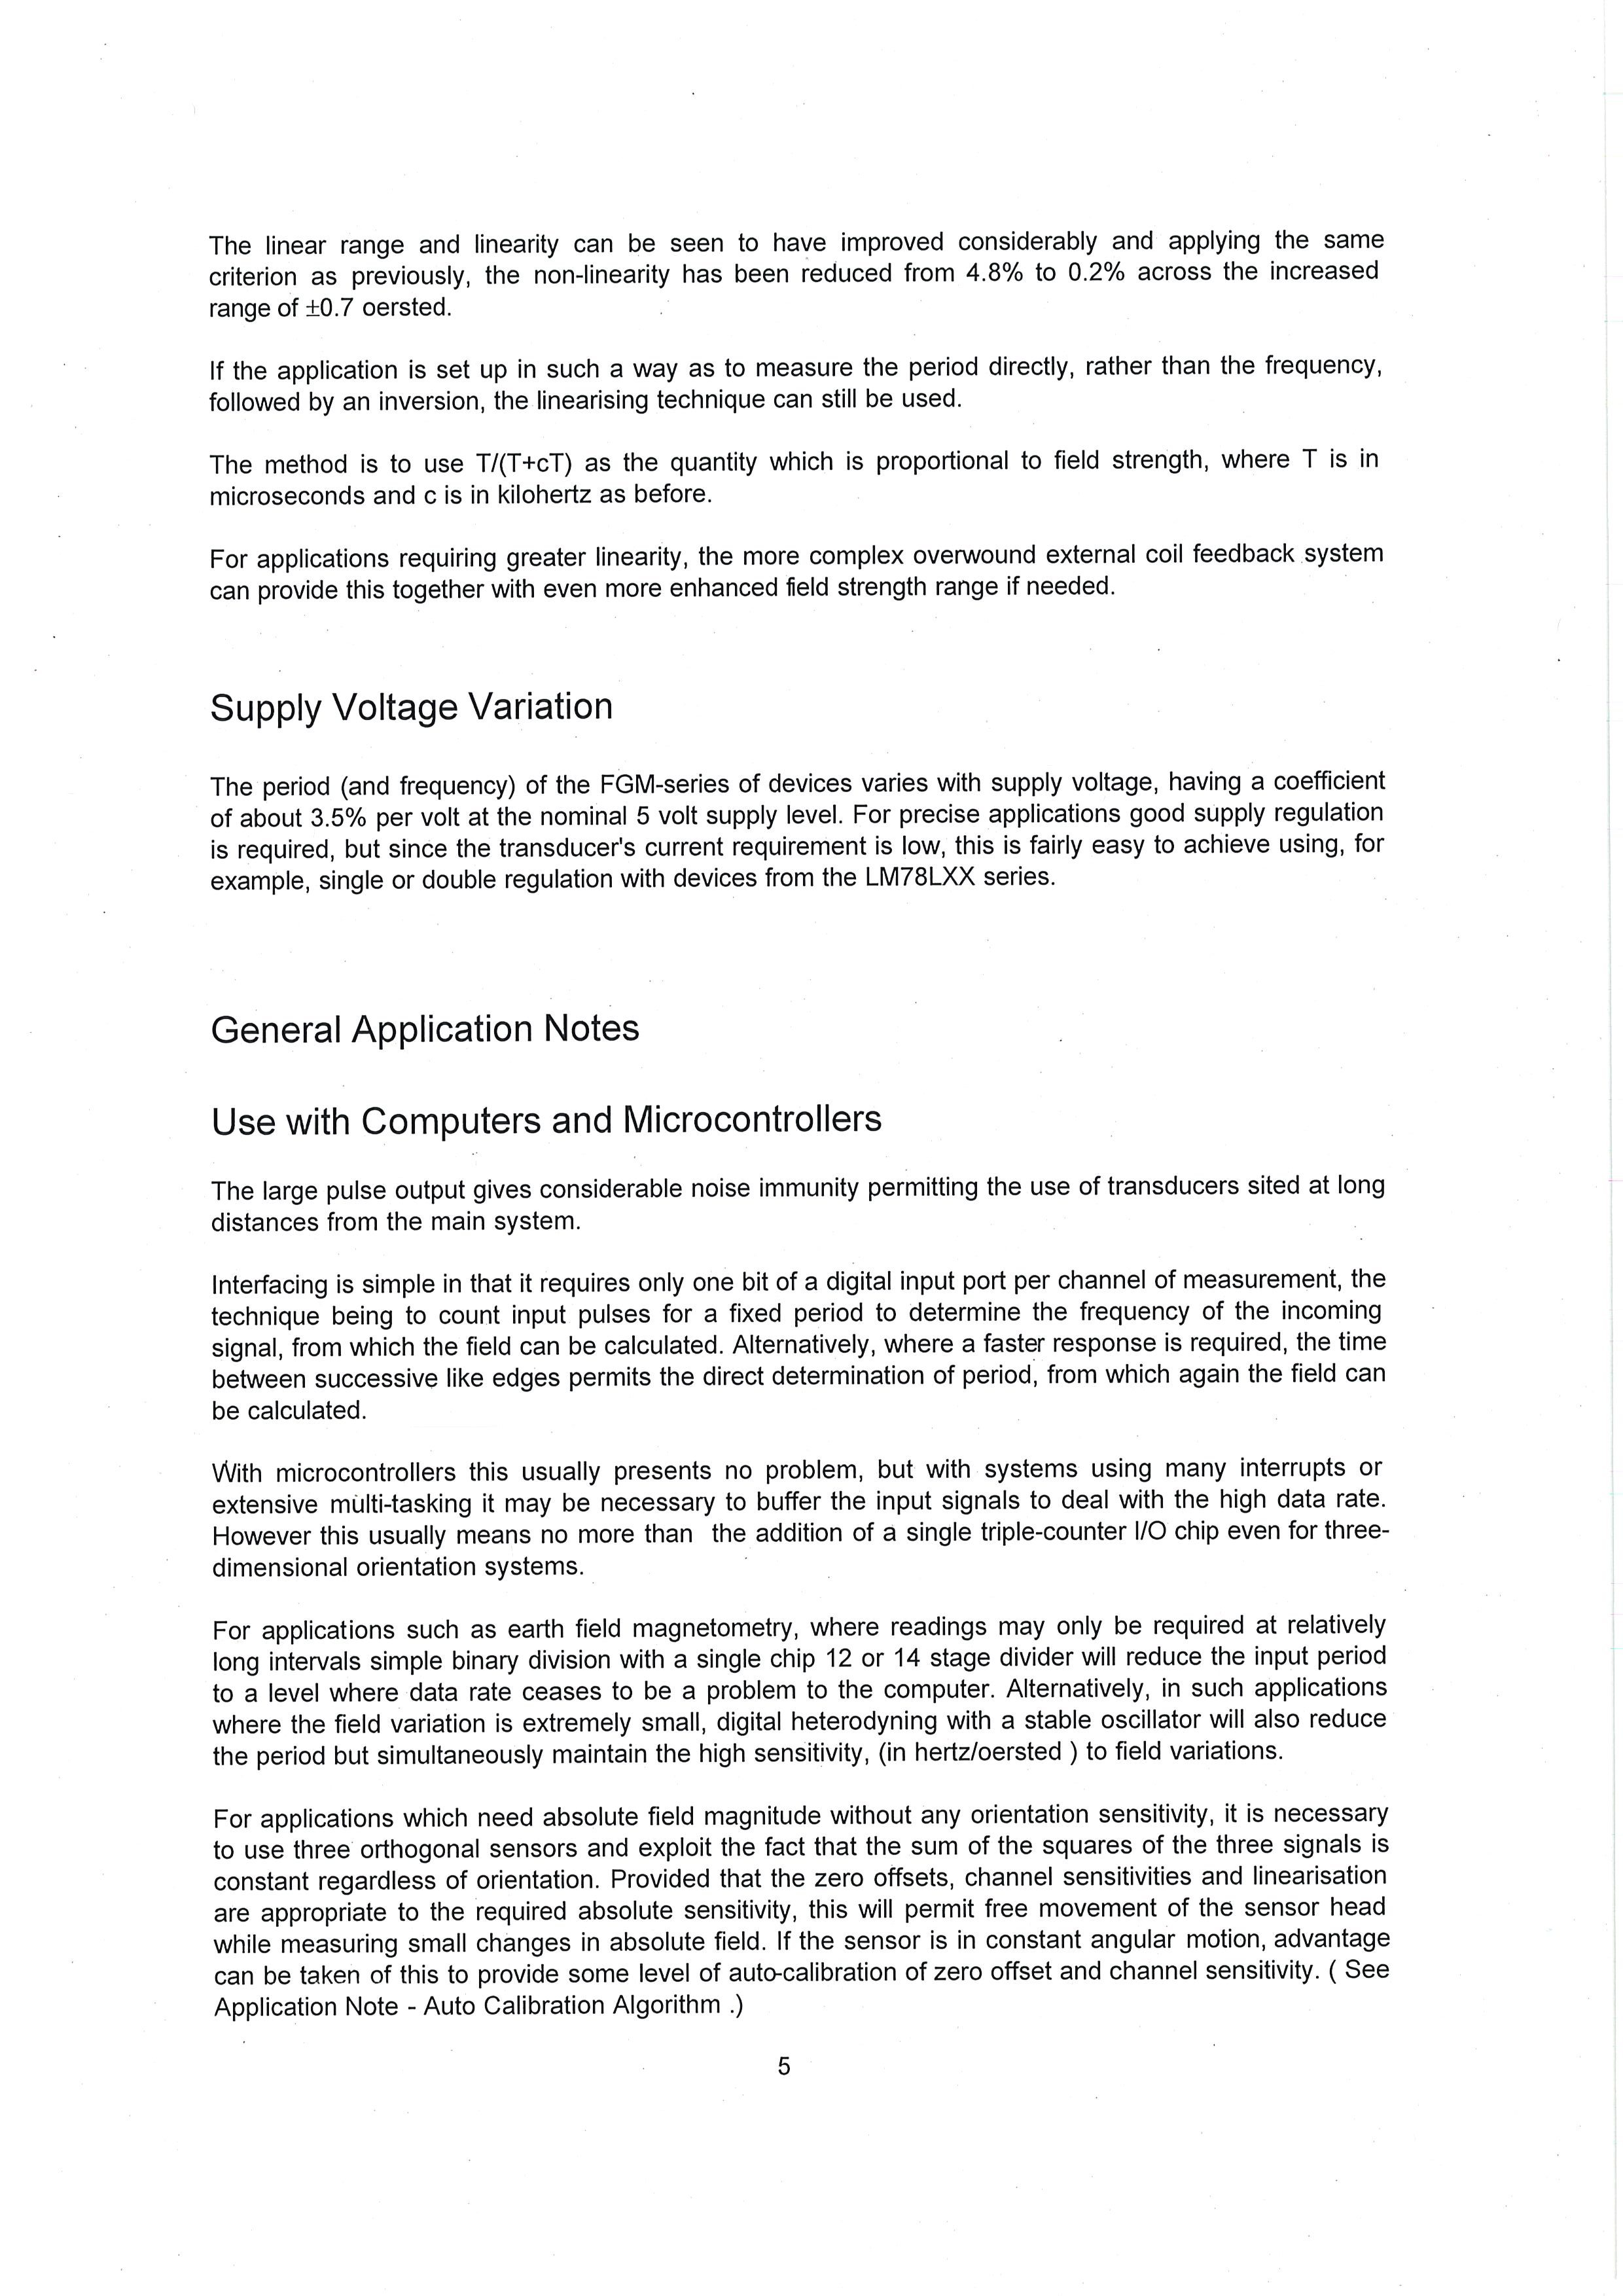 The linear range and linearity can be seen to have improved considerably and applying the same
criterion as previously, the non-linearity has been reduced from 4.8% to 0.2% across the increased
range of ±0.7 oersted.
If the application is set up in such a way as to measure the period directly, rather than the frequency,
followed by an inversion, the linearising technique can still be used.
The method is to use T/(T+cT) as the quantity which is proportional to field strength, where T is in
microseconds and c is in kilohertz as before.
For applications requiring greater linearity, the more complex overwound external coil feedback system
can provide this together with even more enhanced field strength range if needed.
Supply Voltage Variation
The period (and frequency) of the FGM-series of devices varies with supply voltage, having a coefficient
of about 3.5% per volt at the nominal 5 volt supply level. For precise applications good supply regulation
is required, but since the transducer's current requirement is low, this is fairly easy to achieve using, for
example, single or double regulation with devices from the LM78LXX series.
General Application Notes
Use with Computers and Microcontrollers
The large pulse output gives considerable noise immunity permitting the use of transducers sited at long
distances from the main system.
Interfacing is simple in that it requires only one bit of a digital input port per channel of measurement, the
technique being to count input pulses for a fixed period to determine the frequency of the incoming
signal, from which the field can be calculated. Alternatively, where a faster response is required, the time
between successive like edges permits the direct determination of period, from which again the field can
be calculated.
With microcontrollers this usually presents no problem, but with systems using many interrupts or
extensive multi-tasking it may be necessary to buffer the input signals to deal with the high data rate.
However this usually means no more than the addition of a single triple-counter I/O chip even for three-
dimensional orientation systems.
For applications such as earth field magnetometry, where readings may only be required at relatively
long intervals simple binary division with a single chip 12 or 14 stage divider will reduce the input period
to a level where data rate ceases to be a problem to the computer. Alternatively, in such applications
where the field variation is extremely small, digital heterodyning with a stable oscillator will also reduce
the period but simultaneously maintain the high sensitivity, (in hertz/oersted ) to field variations.
For applications which need absolute field magnitude without any orientation sensitivity, it is necessary
to use three orthogonal sensors and exploit the fact that the sum of the squares of the three signals is
constant regardless of orientation. Provided that the zero offsets, channel sensitivities and linearisation
are appropriate to the required absolute sensitivity, this will permit free movement of the sensor head
while measuring small changes in absolute field. If the sensor is in constant angular motion, advantage
can be taken of this to provide some level of auto-calibration of zero offset and channel sensitivity. ( See
Application Note - Auto Calibration Algorithm .)
5